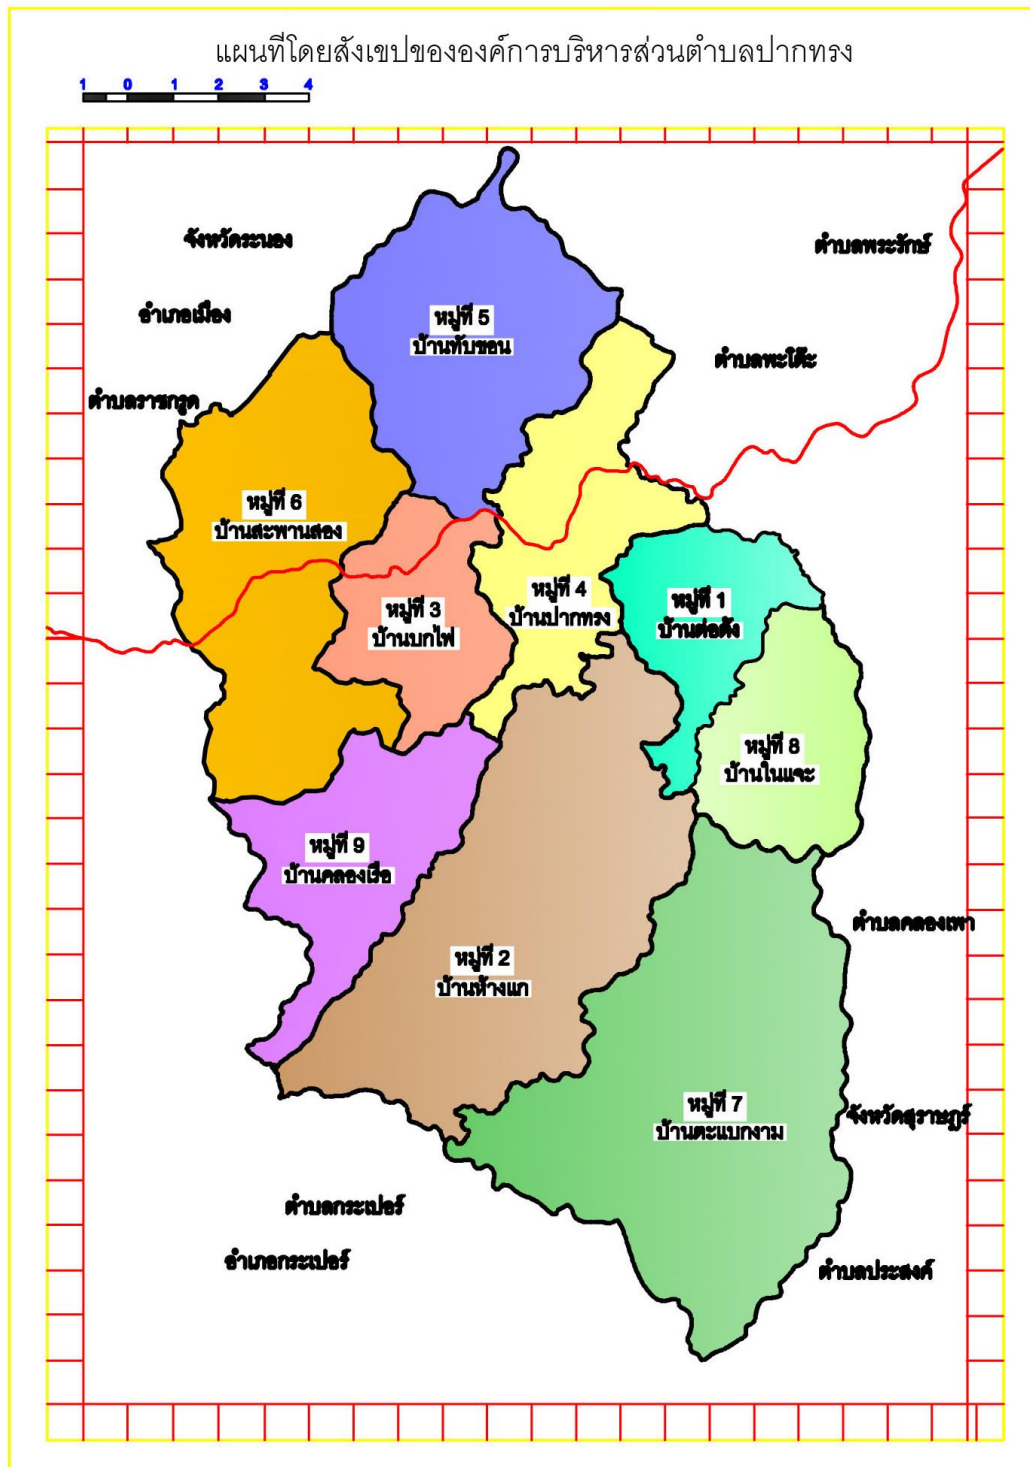 แผนที่โดยสังเขปขององค์การบริหารส่วนตำบลปากทรง
1 0 1 2 3 4
จังหวัดระนอง
ตำบลพระรักษ์
อำเภอเมือง
หมู่ที่ 5
บ้านทับขอน
ตำบลพะโต๊ะ
ตำบลราชกรูด
หมู่ที่ 6
บ้านสะพานสอง
หมู่ที่ 3
บ้านบกไฟ
หมู่ที่ 4
บ้านปากทรง
หมู่ที่ 1
บ้านต่อตั้ง
หมู่ที่ 8
บ้านในแจะ
หมู่ที่ 9
บ้านคลองเรือ
ตำบลคลองเพา
หมู่ที่ 2
บ้านห้างแก
หมู่ที่ 7
บ้านตะแบกงาม
จังหวัดสุราษฎร์
ตำบลกระเปอร์
อำเภอกระเปอร์
ตำบลประสงค์